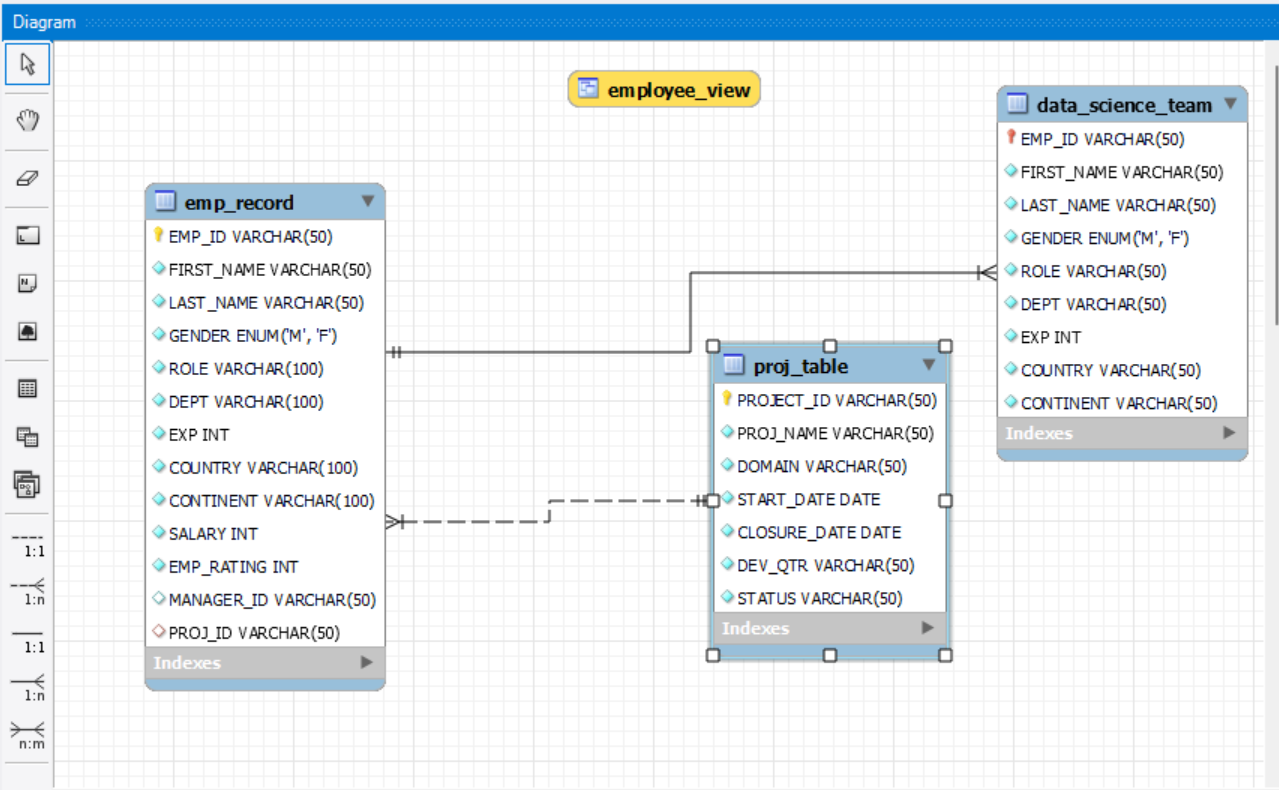 Diagram
employee_view
data_science_team
EMP_ID VARCHAR(50)
FIRST_NAME VARCHAR(50)
LAST_NAME VARCHAR(50)
GENDER ENUM('M', 'F')
ROLE VARCHAR(50)
DEPT VARCHAR(50)
EXP INT
COUNTRY VARCHAR(50)
CONTINENT VARCHAR(50)
Indexes
emp_record
EMP_ID VARCHAR(50)
FIRST_NAME VARCHAR(50)
LAST_NAME VARCHAR(50)
GENDER ENUM('M', 'F')
ROLE VARCHAR(100)
DEPT VARCHAR(100)
EXP INT
COUNTRY VARCHAR(100)
CONTINENT VARCHAR(100)
SALARY INT
EMP_RATING INT
MANAGER_ID VARCHAR(50)
PROJ_ID VARCHAR(50)
Indexes
proj_table
PROJECT_ID VARCHAR(50)
PROJ_NAME VARCHAR(50)
DOMAIN VARCHAR(50)
START_DATE DATE
CLOSURE_DATE DATE
DEV_QTR VARCHAR(50)
STATUS VARCHAR(50)
Indexes
1:1
1:n
1:1
1:n
n:m